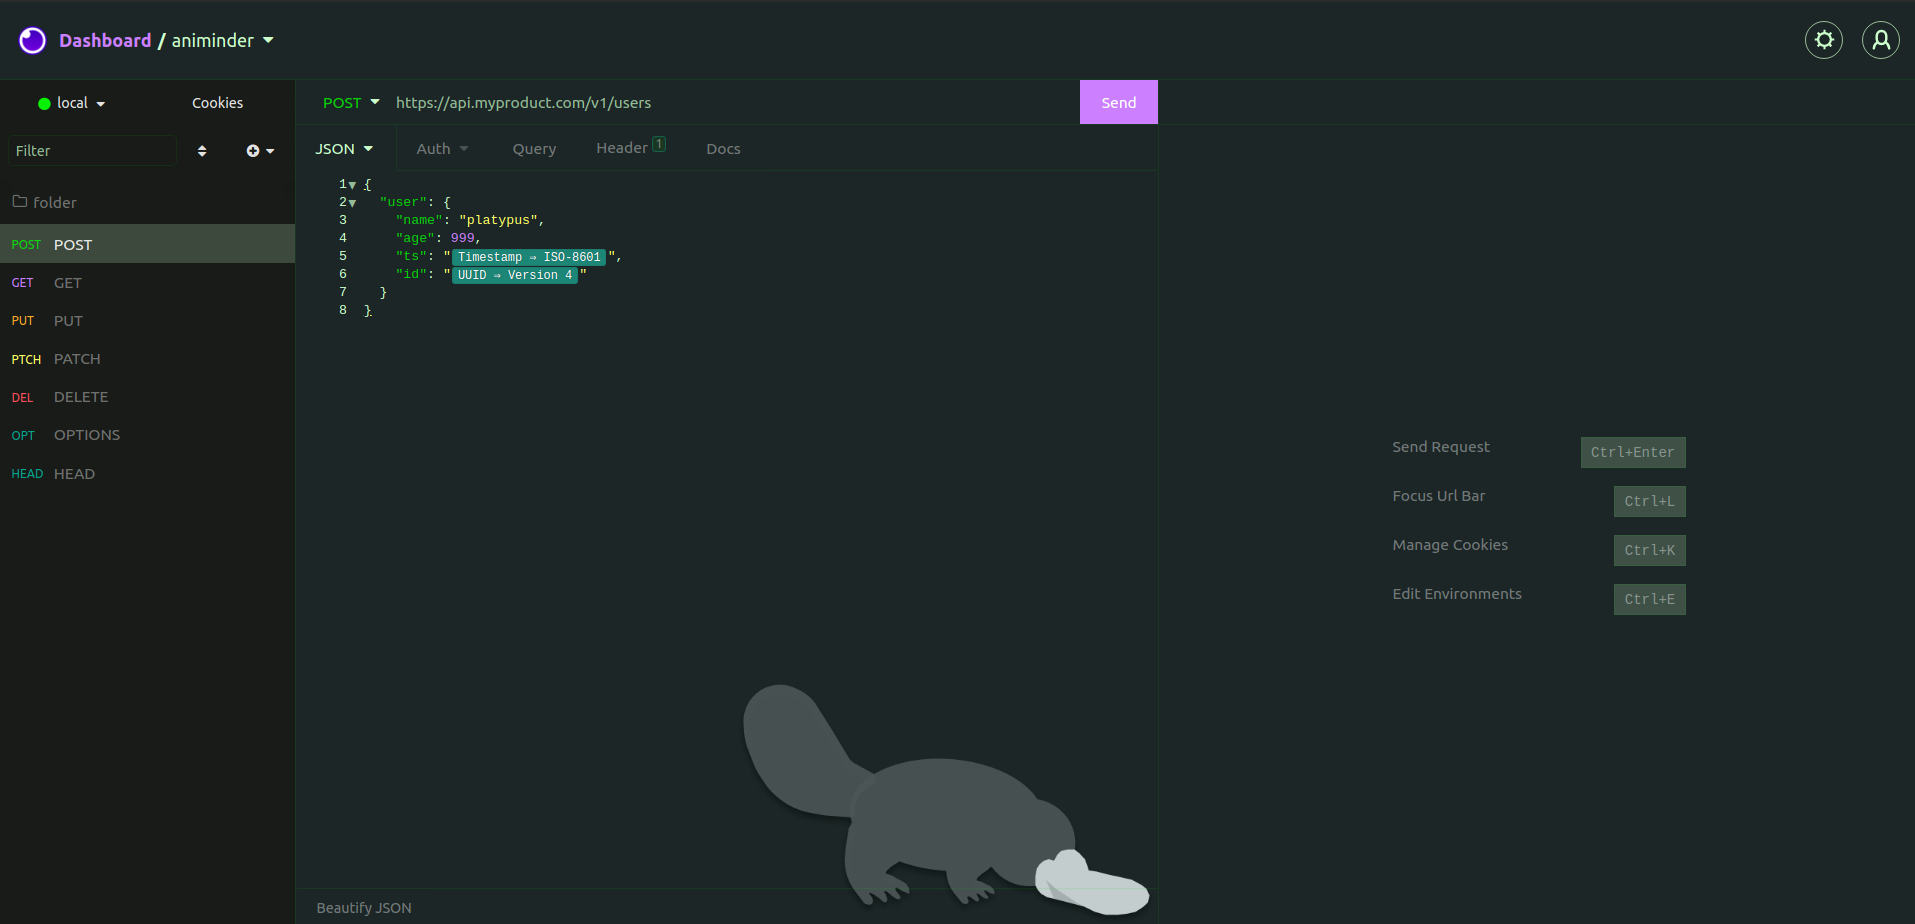 Dashboard / animinder
local
Cookies
Filter
folder
POST POST
GET GET
PUT PUT
PTCH PATCH
DEL DELETE
OPT OPTIONS
HEAD HEAD
POST https://api.myproduct.com/v1/users Send
JSON Auth Query Header 1 Docs
1 {
2 "user": {
3 "name": "platypus",
4 "age": 999,
5 "ts": "Timestamp ⇒ ISO-8601",
6 "id": "UUID ⇒ Version 4"
7 }
8 }
Beautify JSON
Send Request Ctrl+Enter
Focus Url Bar Ctrl+L
Manage Cookies Ctrl+K
Edit Environments Ctrl+E